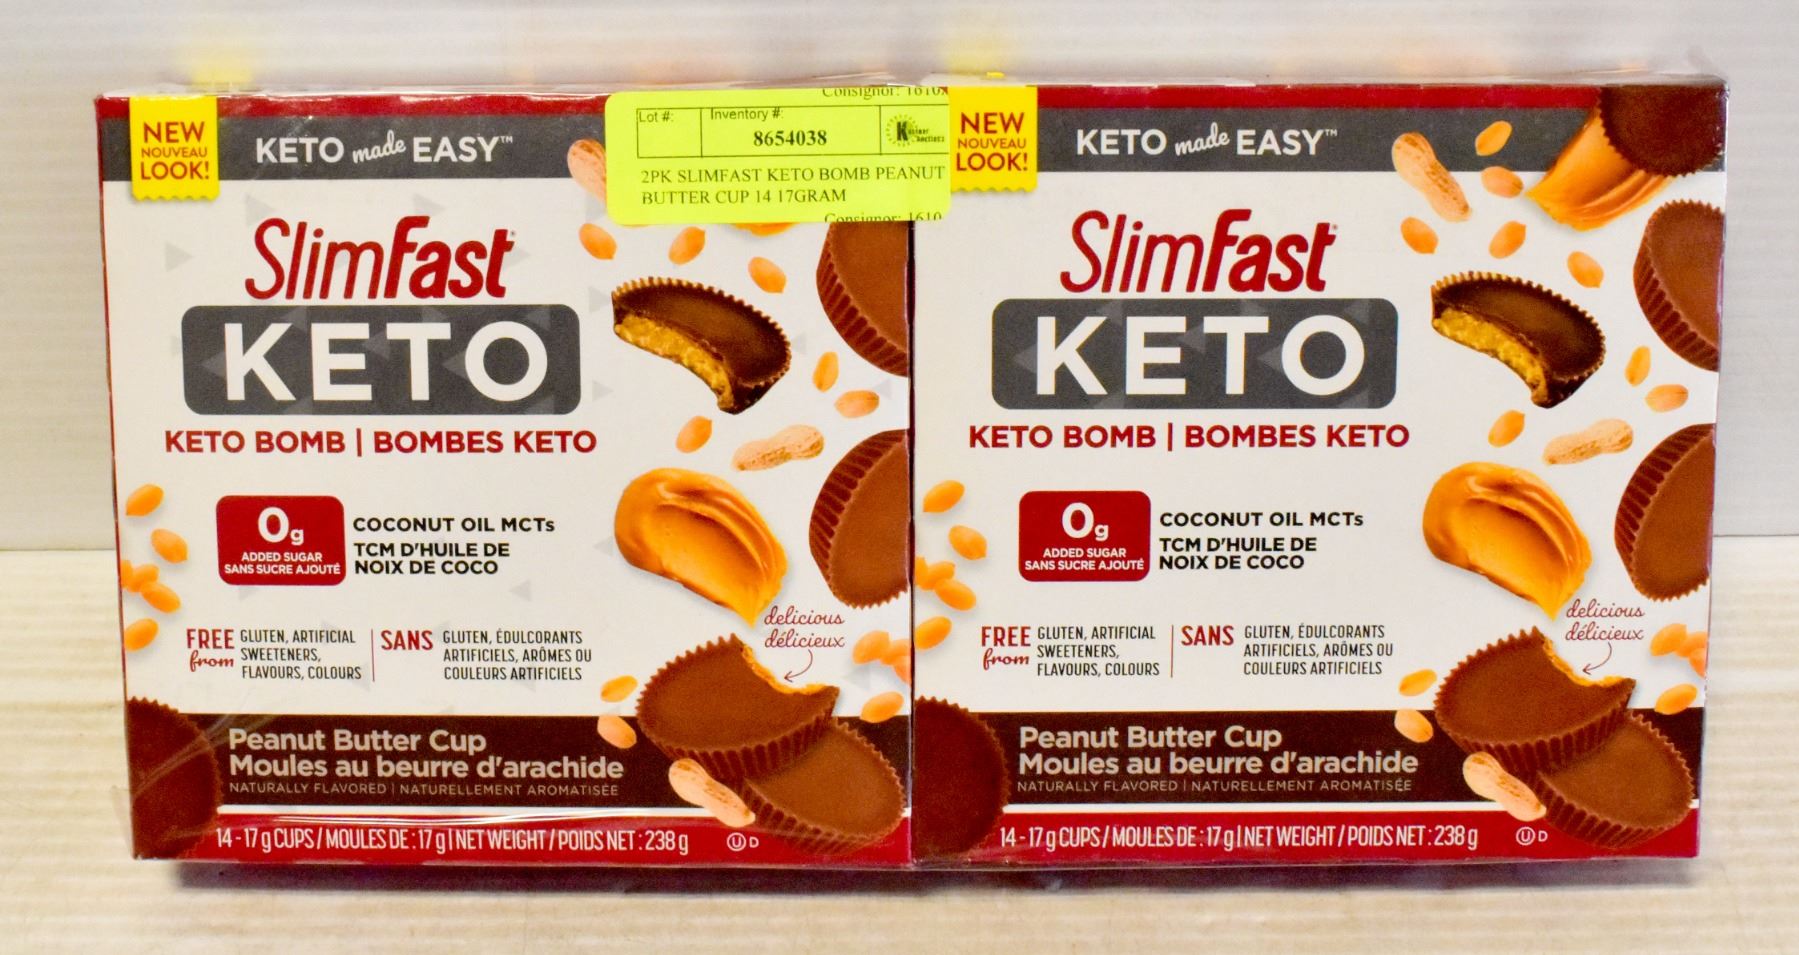 NEW
NOUVEAU
LOOK!
KETO made EASY™
SlimFast
KETO
KETO BOMB | BOMBES KETO
0g
ADDED SUGAR
SANS SUCRE AJOUTÉ
COCONUT OIL MCTs
TCM D'HUILE DE
NOIX DE COCO
FREE from
GLUTEN, ARTIFICIAL
SWEETENERS,
FLAVOURS, COLOURS
SANS
GLUTEN, ÉDULCORANTS
ARTIFICIELS, ARÔMES OU
COULEURS ARTIFICIELS
delicious
délicieux
Peanut Butter Cup
Moules au beurre d'arachide
NATURALLY FLAVORED | NATURELLEMENT AROMATISÉE
14 - 17 g CUPS / MOULES DE : 17 g | NET WEIGHT / POIDS NET : 238 g
U D
Consignor: 1610
Lot #:
Inventory #:
8654038
2PK SLIMFAST KETO BOMB PEANUT
BUTTER CUP 14 17GRAM
Consignor: 1610
NEW
NOUVEAU
LOOK!
KETO made EASY™
SlimFast
KETO
KETO BOMB | BOMBES KETO
0g
ADDED SUGAR
SANS SUCRE AJOUTÉ
COCONUT OIL MCTs
TCM D'HUILE DE
NOIX DE COCO
FREE from
GLUTEN, ARTIFICIAL
SWEETENERS,
FLAVOURS, COLOURS
SANS
GLUTEN, ÉDULCORANTS
ARTIFICIELS, ARÔMES OU
COULEURS ARTIFICIELS
delicious
délicieux
Peanut Butter Cup
Moules au beurre d'arachide
NATURALLY FLAVORED | NATURELLEMENT AROMATISÉE
14 - 17 g CUPS / MOULES DE : 17 g | NET WEIGHT / POIDS NET : 238 g
U D